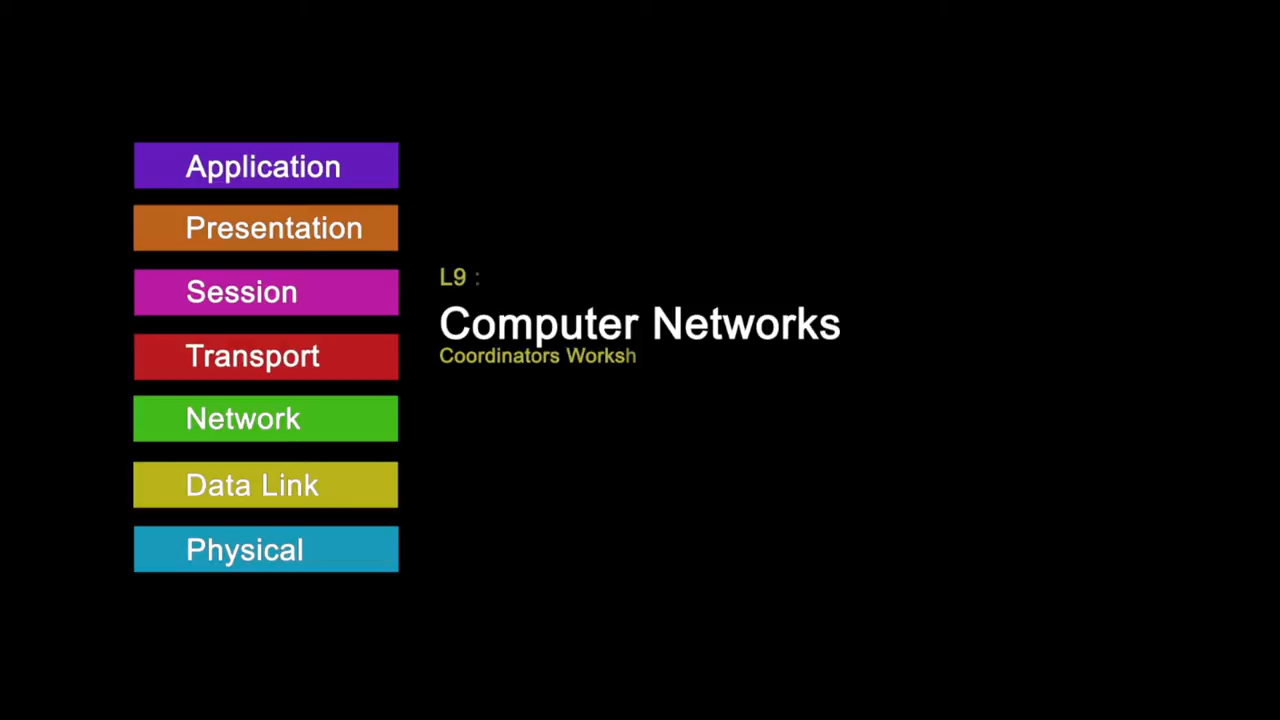 Application
Presentation
Session
Transport
Network
Data Link
Physical
L9 :
Computer Networks
Coordinators Worksh